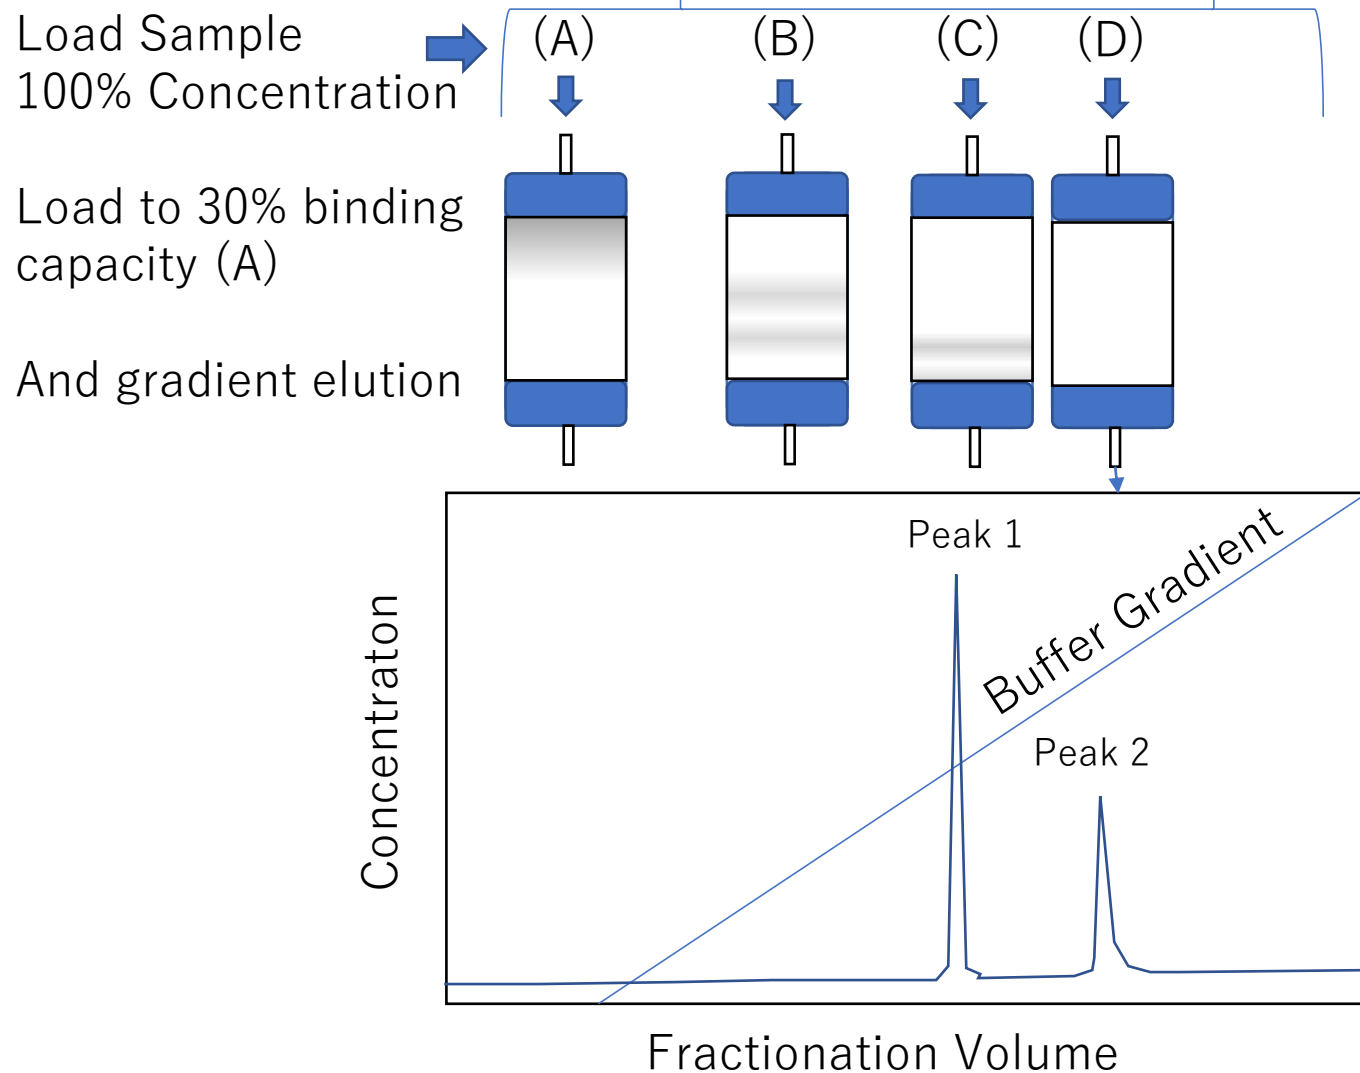 Load Sample
100% Concentration
(A) (B) (C) (D)
Load to 30% binding
capacity (A)
And gradient elution
Peak 1
Buffer Gradient
Peak 2
Concentraton
Fractionation Volume